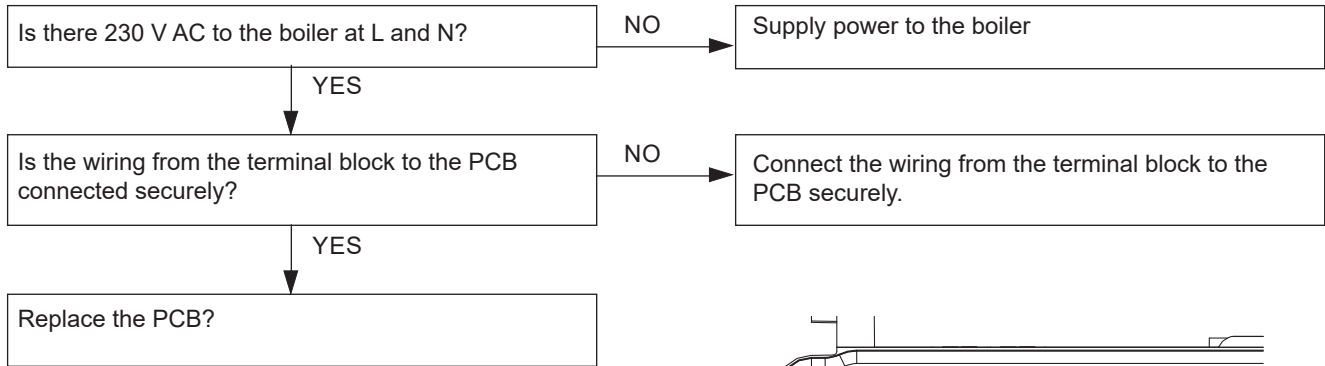 Is there 230 V AC to the boiler at L and N?
NO
Supply power to the boiler
YES
Is the wiring from the terminal block to the PCB
connected securely?
NO
Connect the wiring from the terminal block to the
PCB securely.
YES
Replace the PCB?